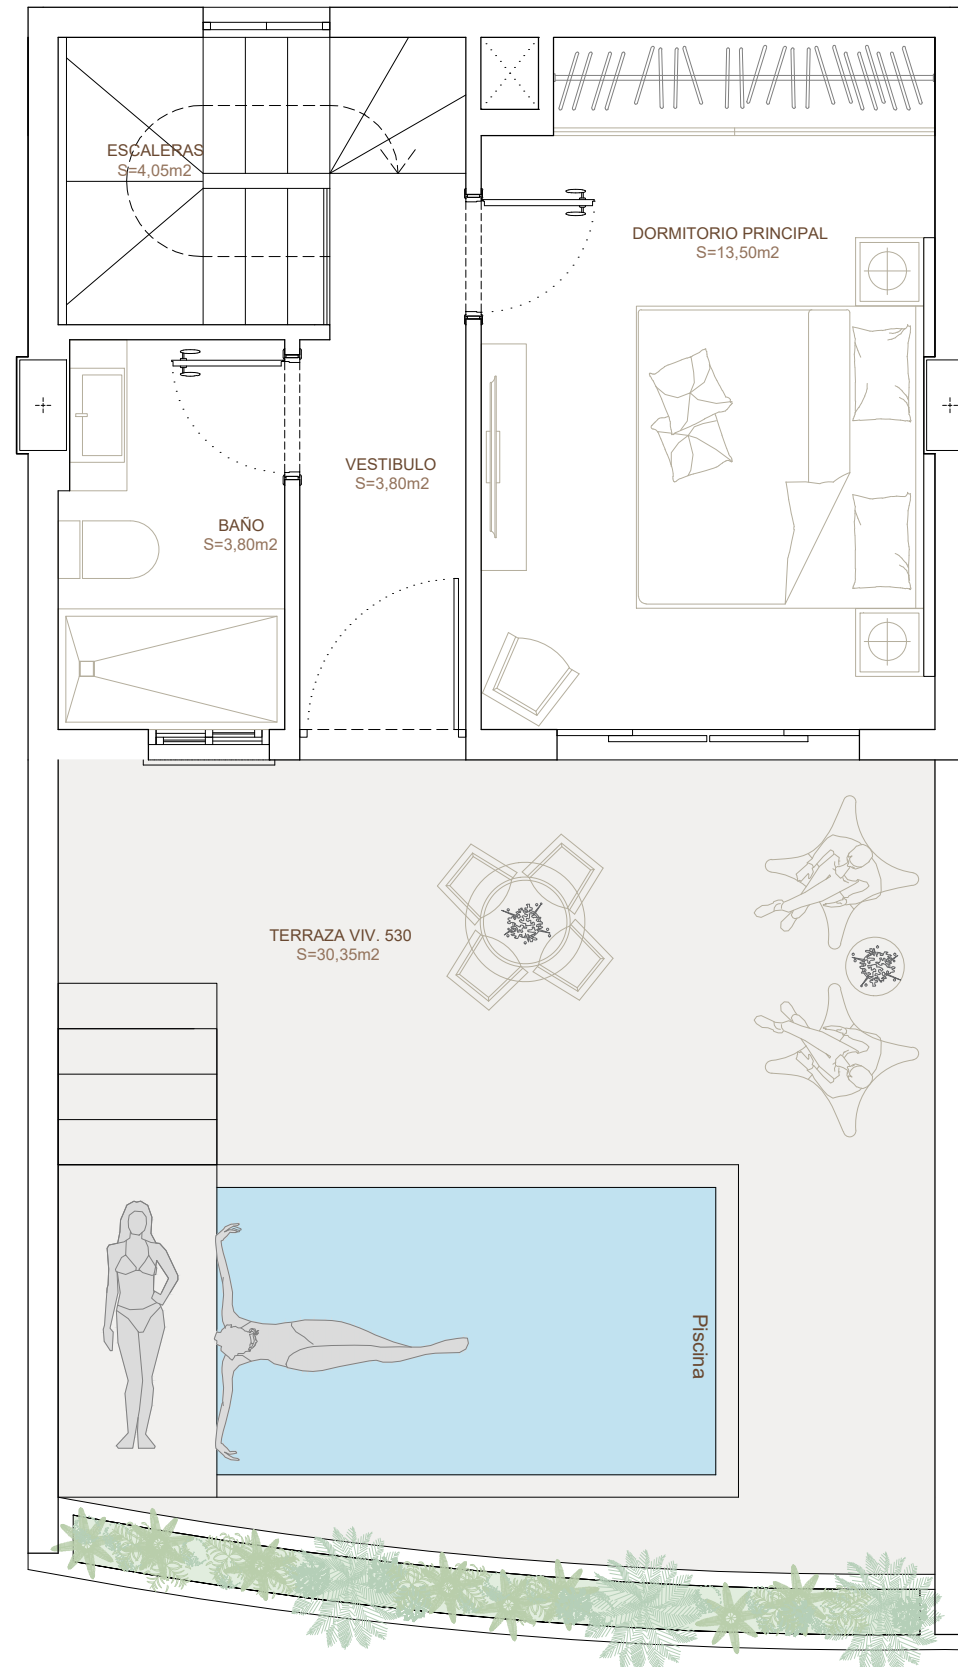 ESCALERAS
S=4,05m2
DORMITORIO PRINCIPAL
S=13,50m2
VESTIBULO
S=3,80m2
BAÑO
S=3,80m2
TERRAZA VIV. 530
S=30,35m2
Piscina